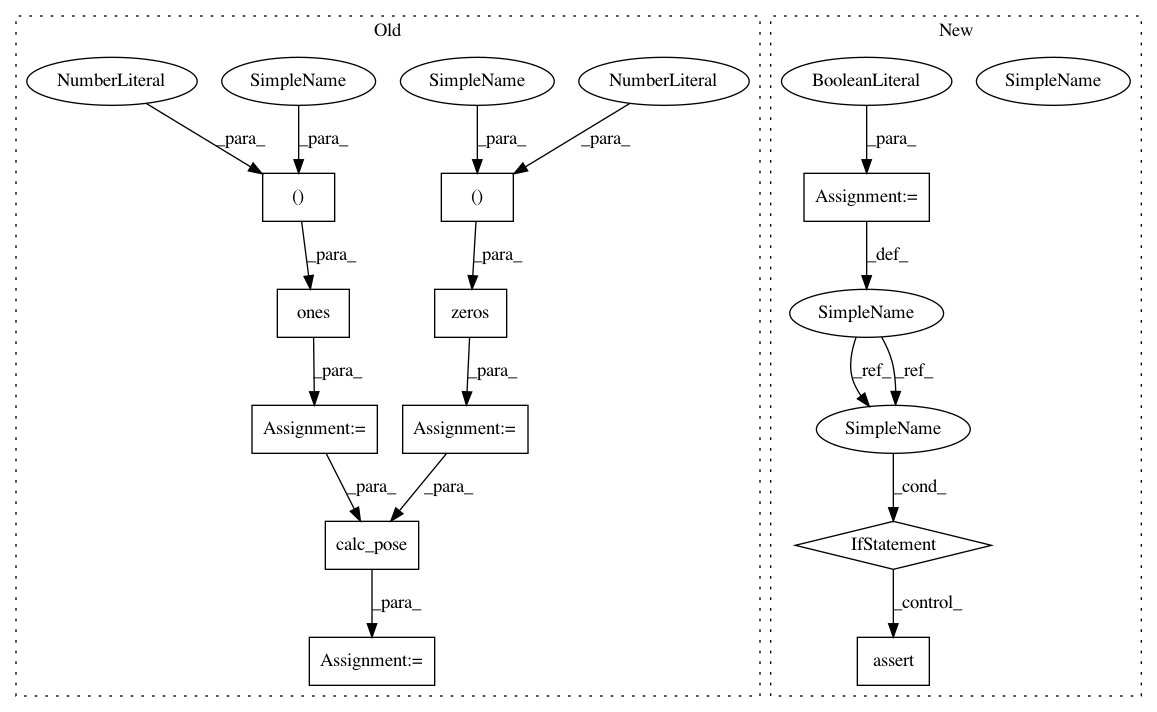 Old
New
NumberLiteral
SimpleName
SimpleName
NumberLiteral
BooleanLiteral
SimpleName
_para_
_para_
_para_
_para_
_para_
()
()
Assignment:=
_para_
_para_
_def_
ones
zeros
SimpleName
_para_
_para_
_ref_
_ref_
Assignment:=
Assignment:=
SimpleName
_para_
_para_
_cond_
calc_pose
IfStatement
_para_
_control_
Assignment:=
assert